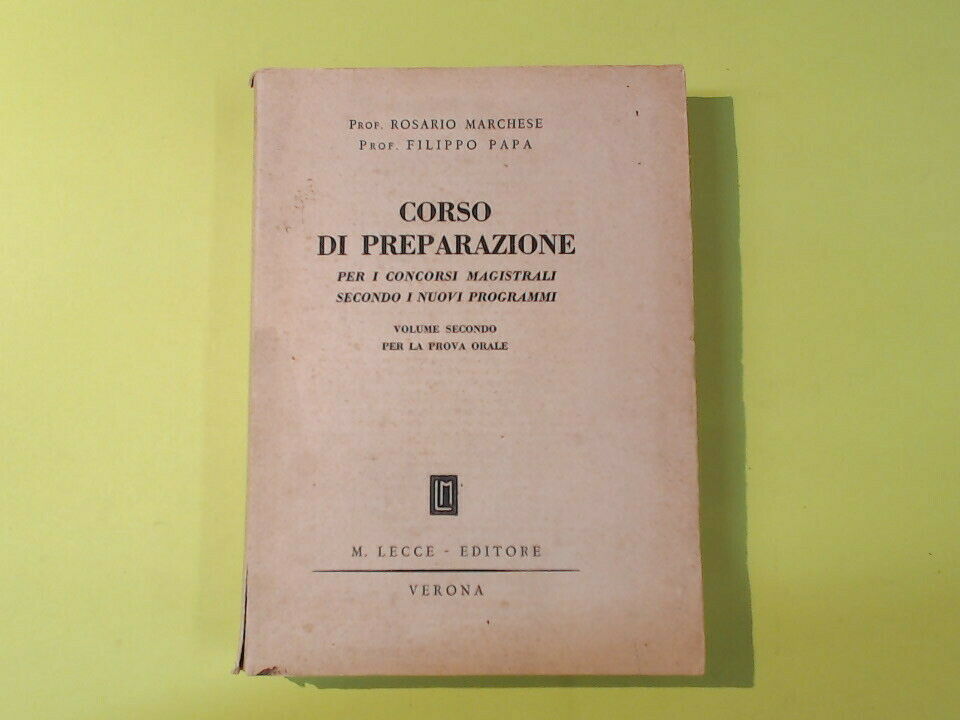 Prof. ROSARIO MARCHESE
Prof. FILIPPO PAPA
CORSO
DI PREPARAZIONE
PER I CONCORSI MAGISTRALI
SECONDO I NUOVI PROGRAMMI
VOLUME SECONDO
PER LA PROVA ORALE
LM
M. LECCE - EDITORE
VERONA